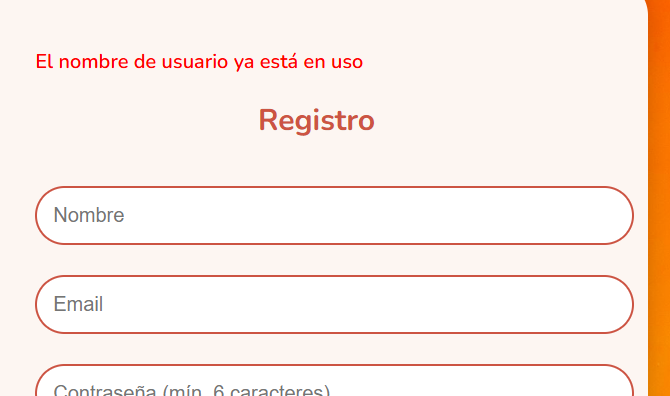 El nombre de usuario ya está en uso
Registro
Nombre
Email
Contraseña (mín. 6 caracteres)